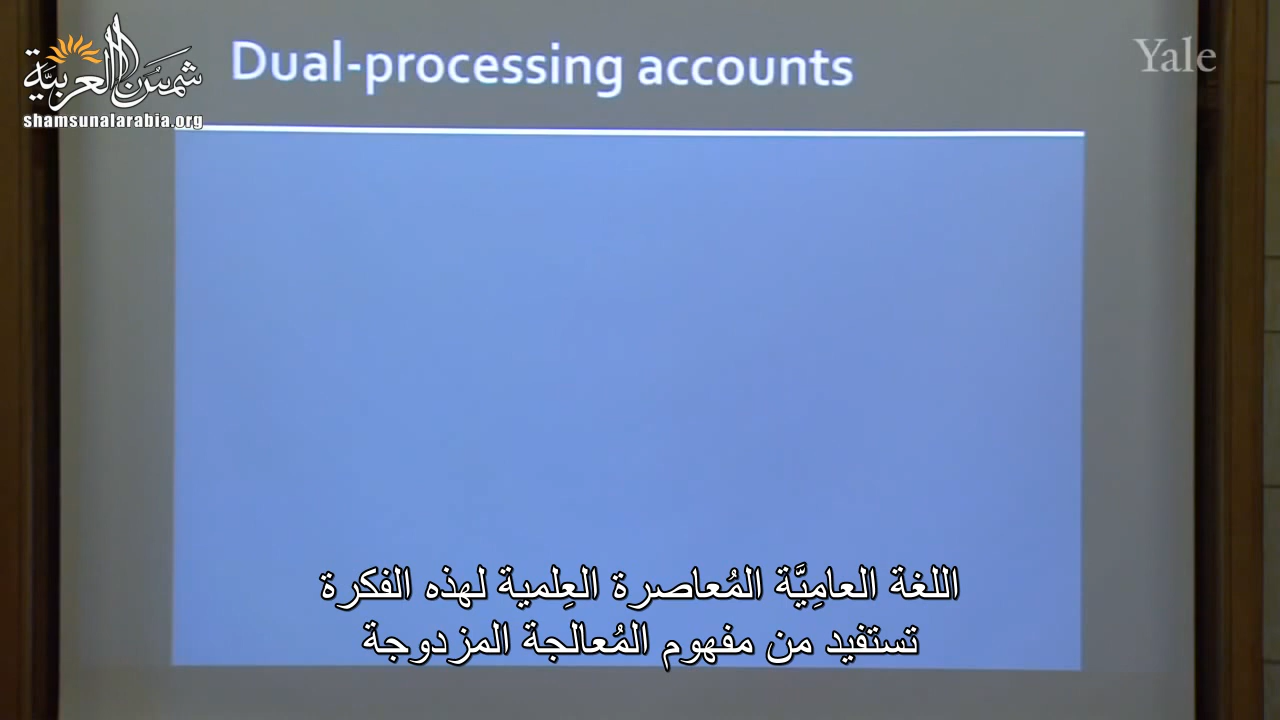 شمس العربية
shamsunalarabia.org
Dual-processing accounts
Yale
اللغة العامِيَّة المُعاصرة العِلمية لهذه الفكرة
تستفيد من مفهوم المُعالجة المزدوجة